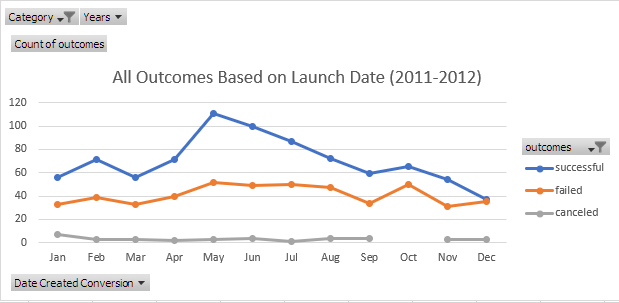 Category Years
Count of outcomes
All Outcomes Based on Launch Date (2011-2012)
120
100
80
60
40
20
0
Jan Feb Mar Apr May Jun Jul Aug Sep Oct Nov Dec
outcomes
successful
failed
canceled
Date Created Conversion